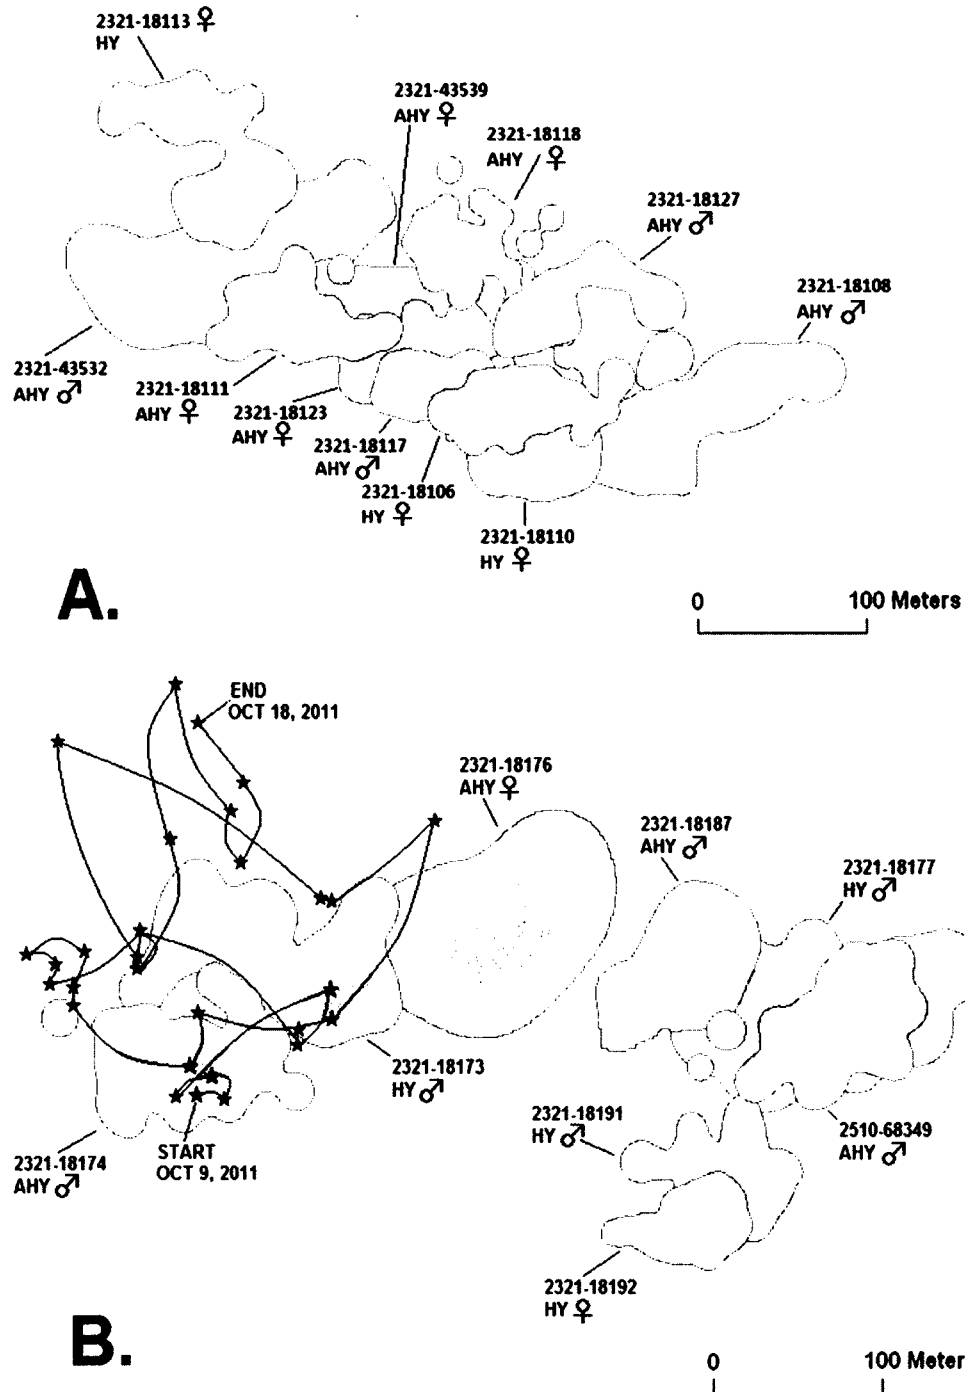 2321-18113 ♀
HY
2321-43539
AHY ♀
2321-18118
AHY ♀
2321-18127
AHY ♂
2321-18108
AHY ♂
2321-43532
AHY ♂
2321-18111
AHY ♀
2321-18123
AHY ♀
2321-18117
AHY ♂
2321-18106
HY ♀
2321-18110
HY ♀
A.
0 100 Meters
END
OCT 18, 2011
2321-18176
AHY ♀
2321-18187
AHY ♂
2321-18177
HY ♂
2321-18173
HY ♂
2321-18191
HY ♂
2510-68349
AHY ♂
START
OCT 9, 2011
2321-18174
AHY ♂
2321-18192
HY ♀
B.
0 100 Meter